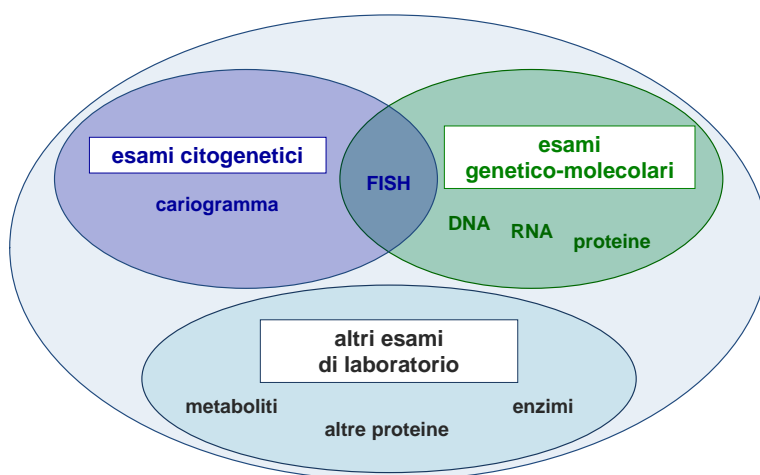 esami citogenetici
cariogramma
FISH
esami
genetico-molecolari
DNA
RNA
proteine
altri esami
di laboratorio
metaboliti
altre proteine
enzimi